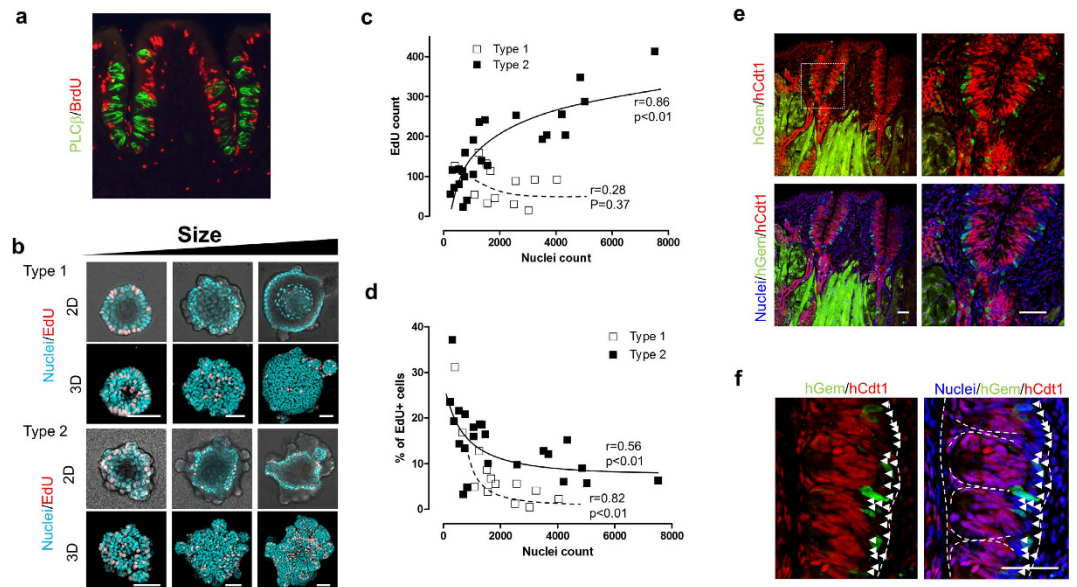 a
PLCβ/BrdU
b
Size
Type 1
2D
3D
Nuclei/EdU
Type 2
2D
3D
Nuclei/EdU
c
EdU count
400
300
200
100
0
Type 1
Type 2
r=0.86
p<0.01
r=0.28
P=0.37
0
2000
4000
6000
8000
Nuclei count
d
% of EdU+ cells
40
30
20
10
0
Type 1
Type 2
r=0.56
p<0.01
r=0.82
p<0.01
0
2000
4000
6000
8000
Nuclei count
e
hGem/hCdt1
Nuclei/hGem/hCdt1
f
hGem/hCdt1
Nuclei/hGem/hCdt1